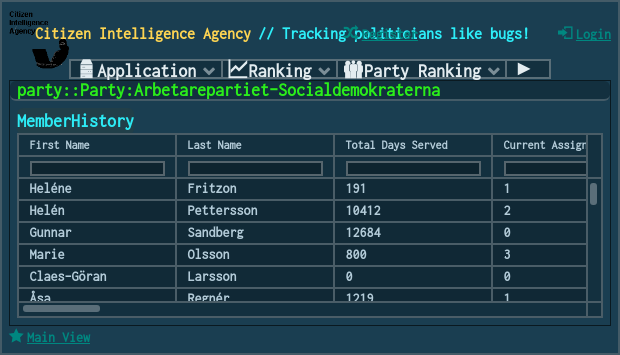 Citizen
Intelligence
Agency
Citizen Intelligence Agency // Tracking politicians like bugs!
Login
Application
Ranking
Party Ranking
party::Party:Arbetarepartiet-Socialdemokraterna
MemberHistory
First Name Last Name Total Days Served Current Assign
Heléne Fritzon 191 1
Helén Pettersson 10412 2
Gunnar Sandberg 12684 0
Marie Olsson 800 3
Claes-Göran Larsson 0 0
Åsa Regnér 1219 1
Main View